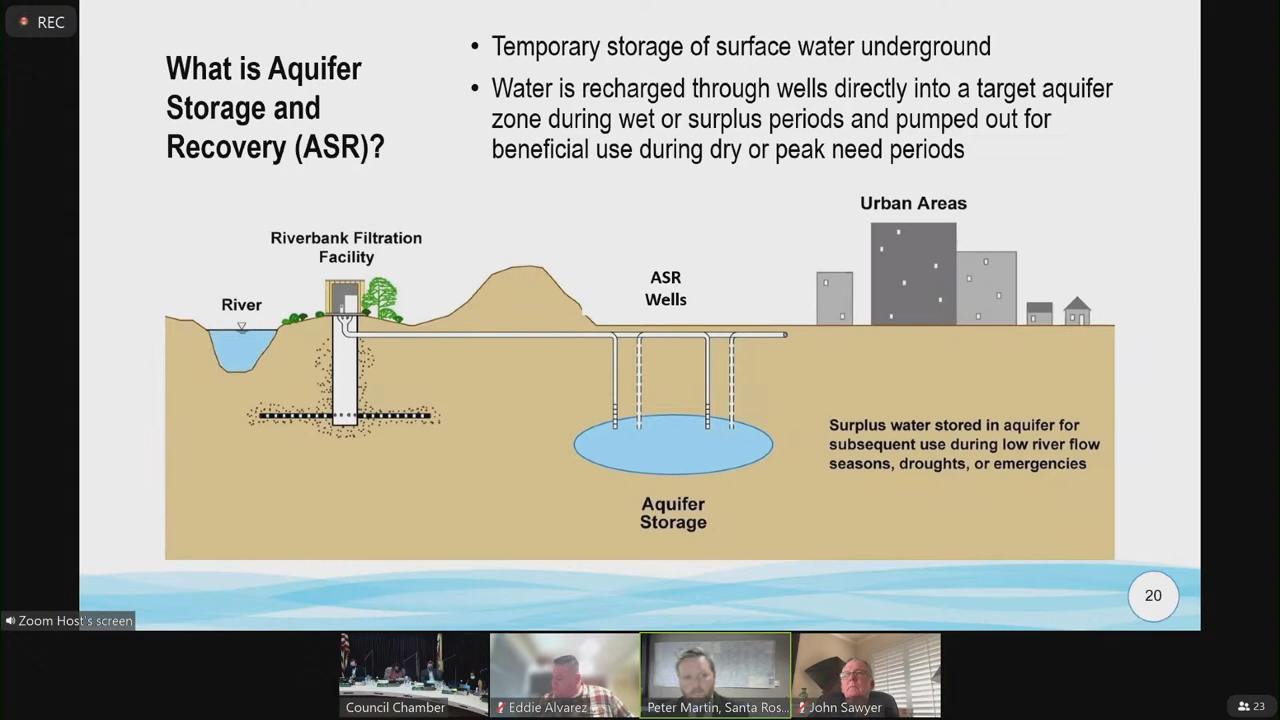 REC
What is Aquifer
Storage and
Recovery (ASR)?
• Temporary storage of surface water underground
• Water is recharged through wells directly into a target aquifer
zone during wet or surplus periods and pumped out for
beneficial use during dry or peak need periods
Urban Areas
Riverbank Filtration
Facility
ASR
Wells
River
Surplus water stored in aquifer for
subsequent use during low river flow
seasons, droughts, or emergencies
Aquifer
Storage
20
Zoom Host's screen
Council Chamber
Eddie Alvarez
Peter Martin, Santa Ros...
John Sawyer
23